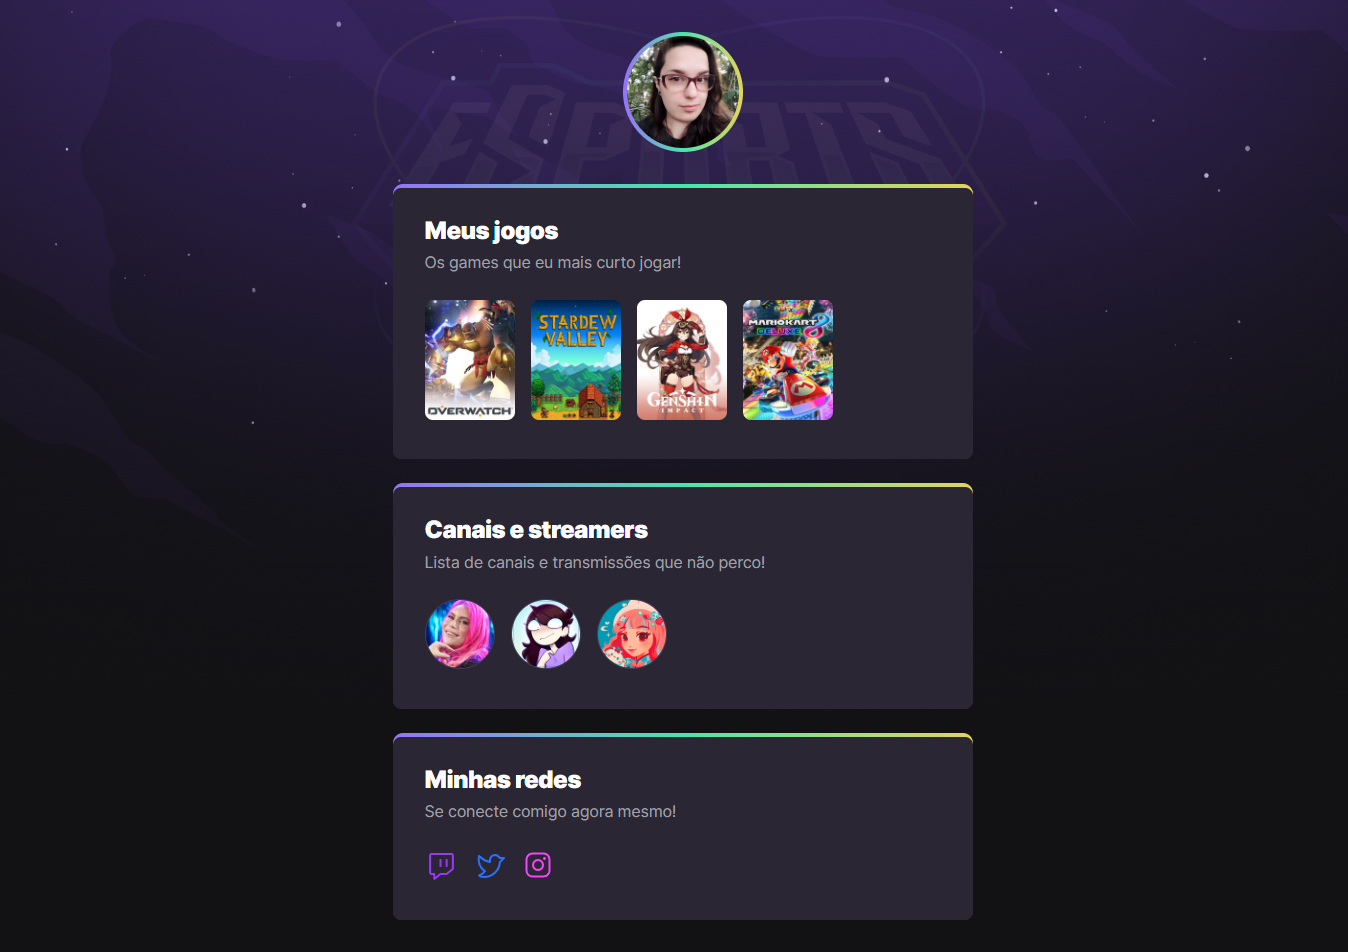 ESPORTS
Meus jogos
Os games que eu mais curto jogar!
OVERWATCH
STARDEW
VALLEY
GENSHIN
IMPACT
MARIOKART 8
DELUXE
Canais e streamers
Lista de canais e transmissões que não perco!
Minhas redes
Se conecte comigo agora mesmo!